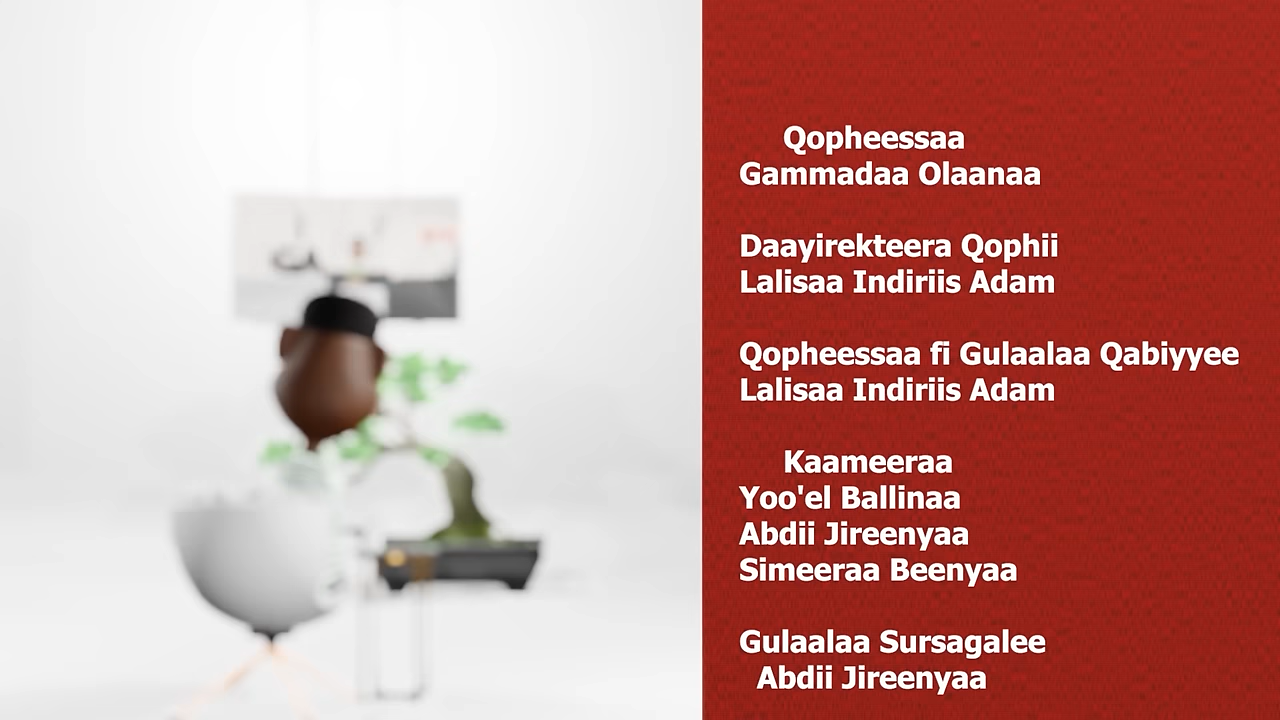 Qopheessaa
Gammadaa Olaanaa
Daayirekteera Qophii
Lalisaa Indiriis Adam
Qopheessaa fi Gulaalaa Qabiyyee
Lalisaa Indiriis Adam
Kaameeraa
Yoo'el Ballinaa
Abdii Jireenyaa
Simeeraa Beenyaa
Gulaalaa Sursagalee
Abdii Jireenyaa